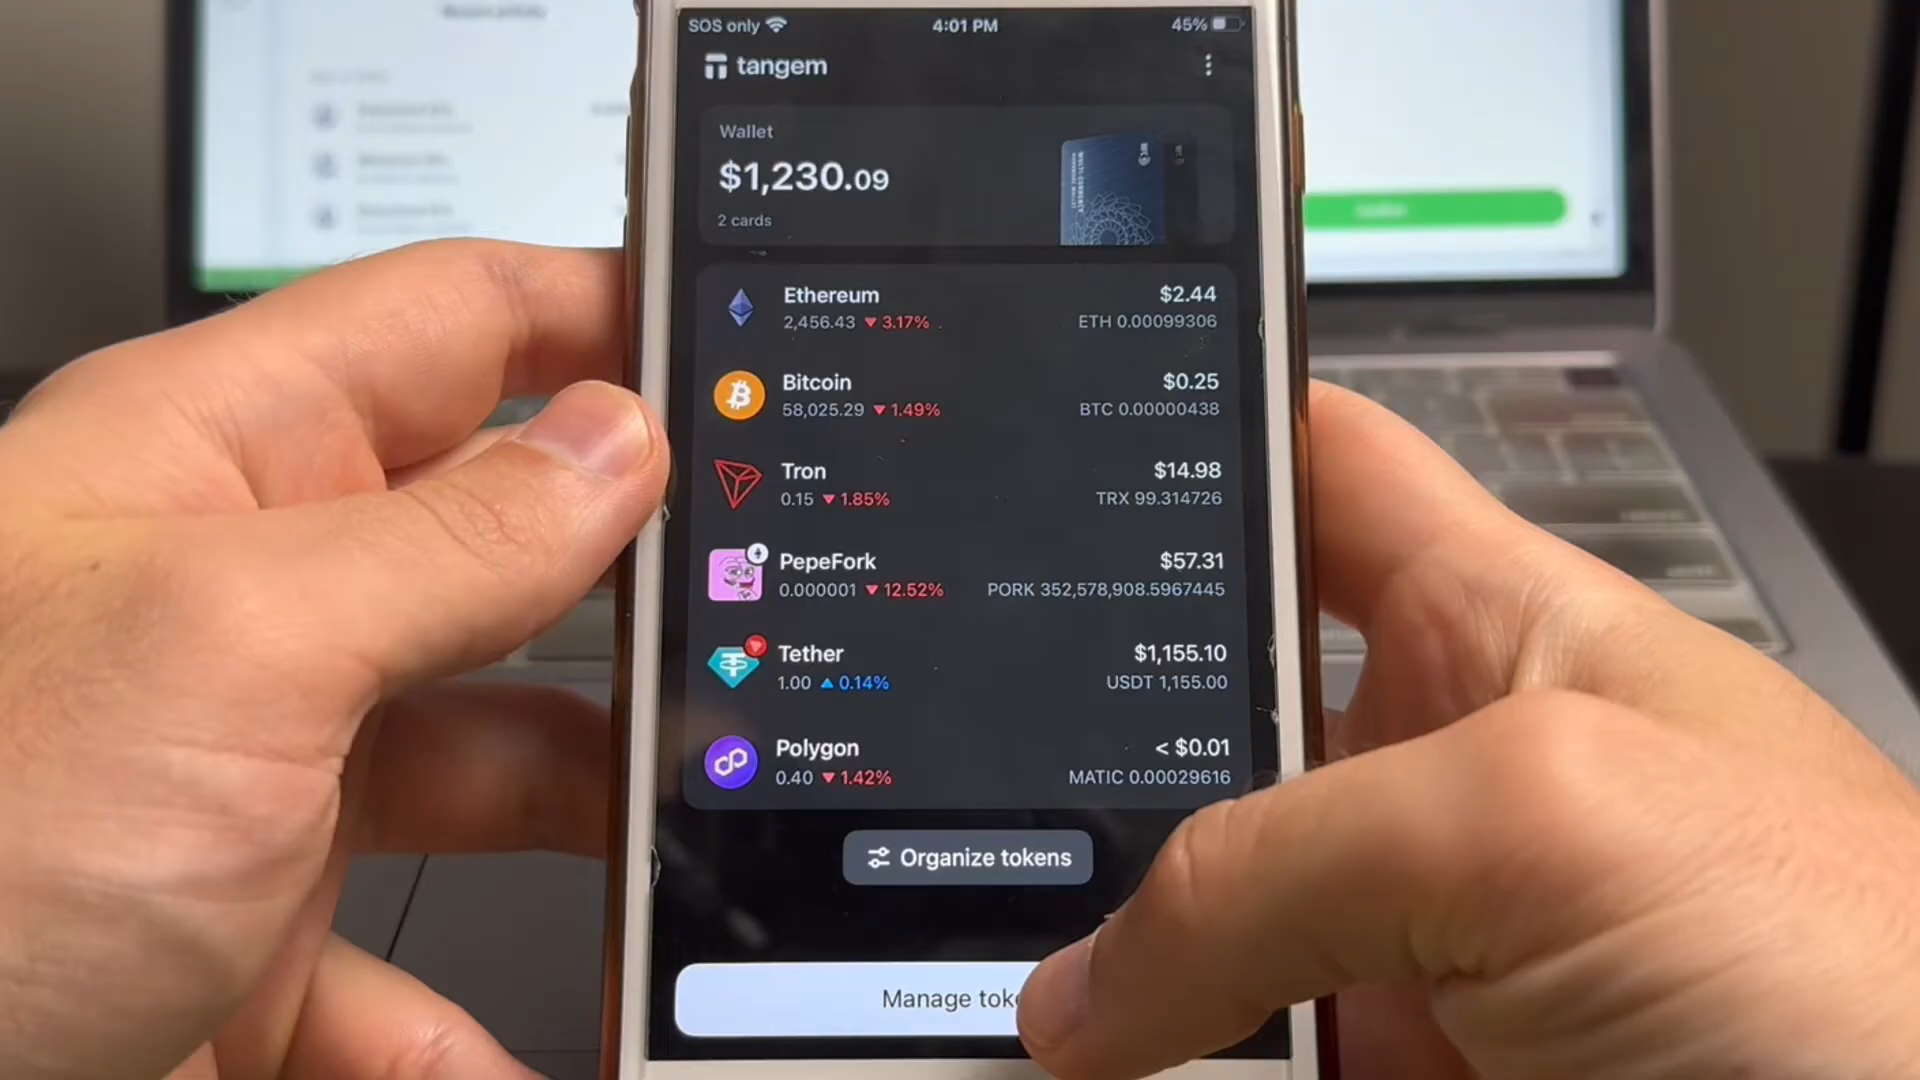 SOS only 4:01 PM 45%
tangem
Wallet
$1,230.09
2 cards
Ethereum $2.44
2,456.43 ▼ 3.17% ETH 0.00099306
Bitcoin $0.25
58,025.29 ▼ 1.49% BTC 0.00000438
Tron $14.98
0.15 ▼ 1.85% TRX 99.314726
PepeFork $57.31
0.000001 ▼ 12.52% PORK 352,578,908.5967445
Tether $1,155.10
1.00 ▲ 0.14% USDT 1,155.00
Polygon < $0.01
0.40 ▼ 1.42% MATIC 0.00029616
Organize tokens
Manage toke